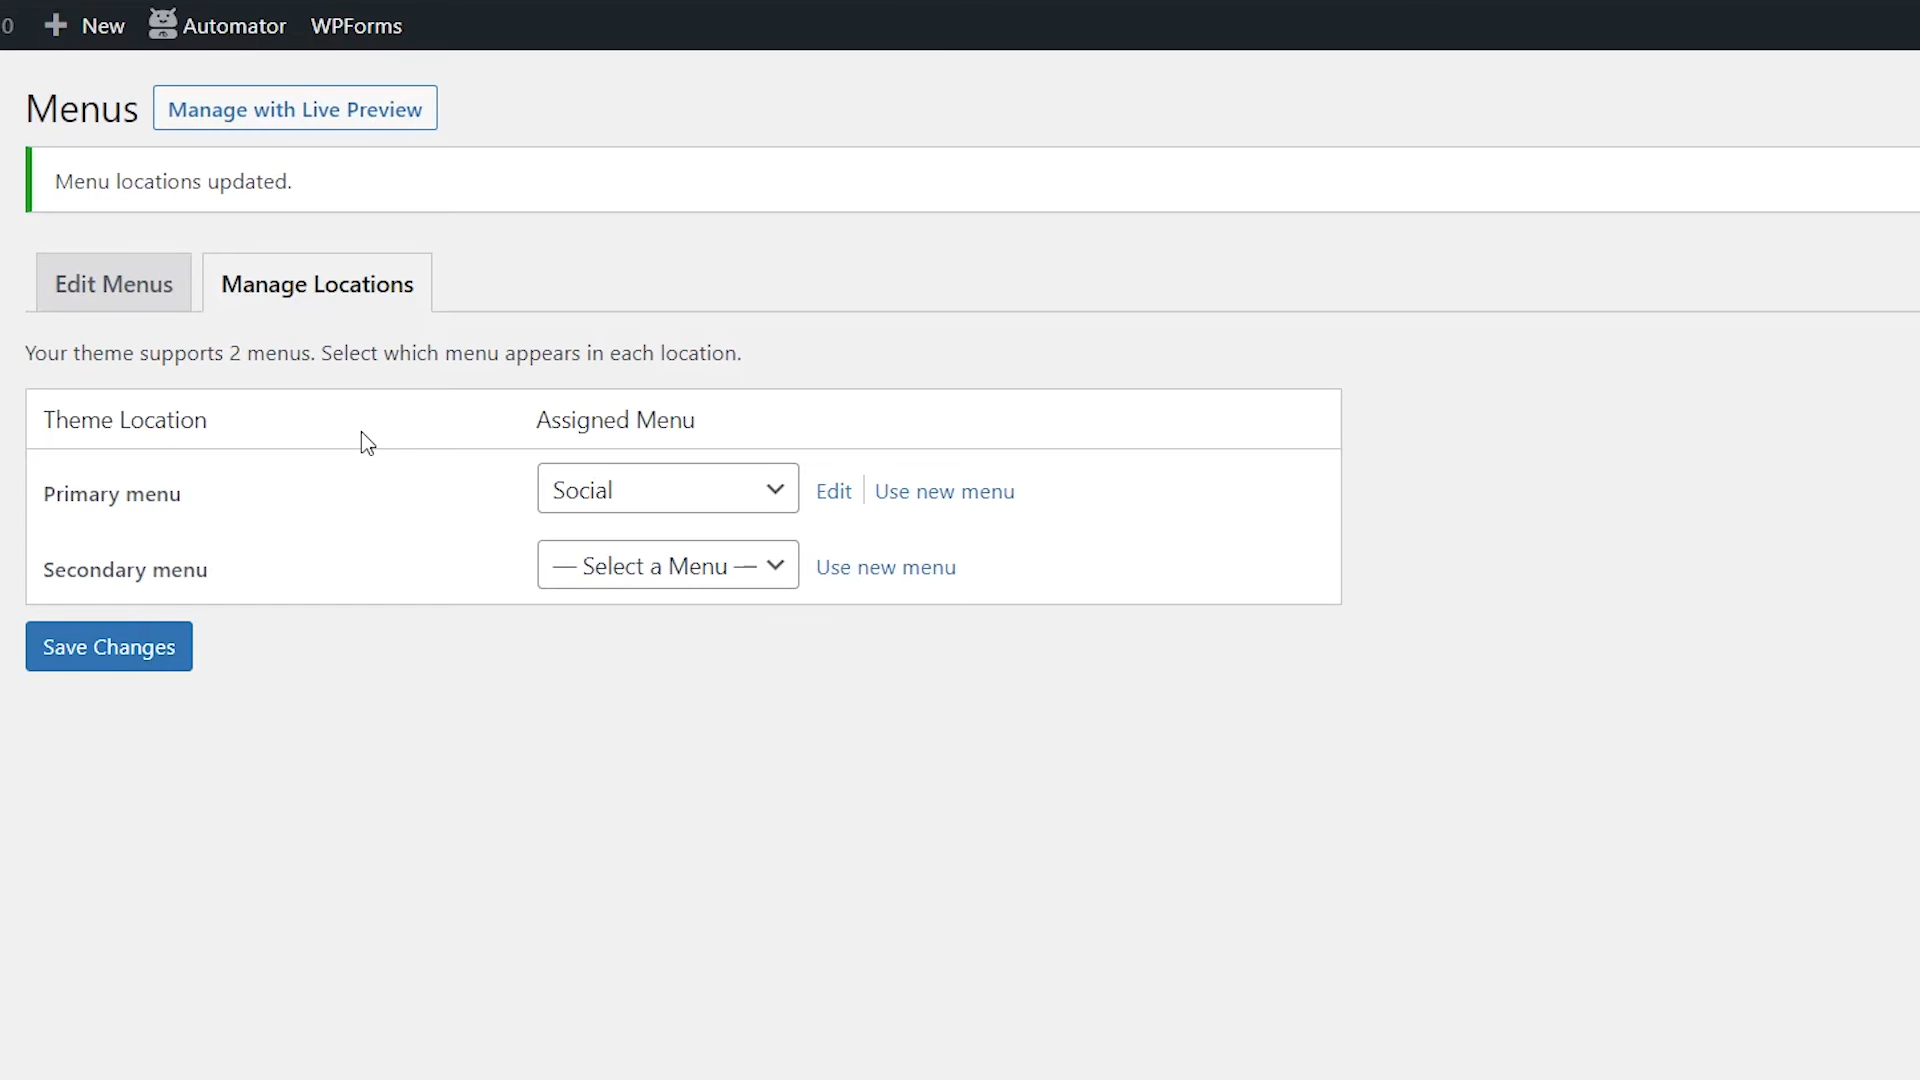 0 New Automator WPForms
Menus Manage with Live Preview
Menu locations updated.
Edit Menus Manage Locations
Your theme supports 2 menus. Select which menu appears in each location.
Theme Location Assigned Menu
Primary menu Social Edit Use new menu
Secondary menu — Select a Menu — Use new menu
Save Changes